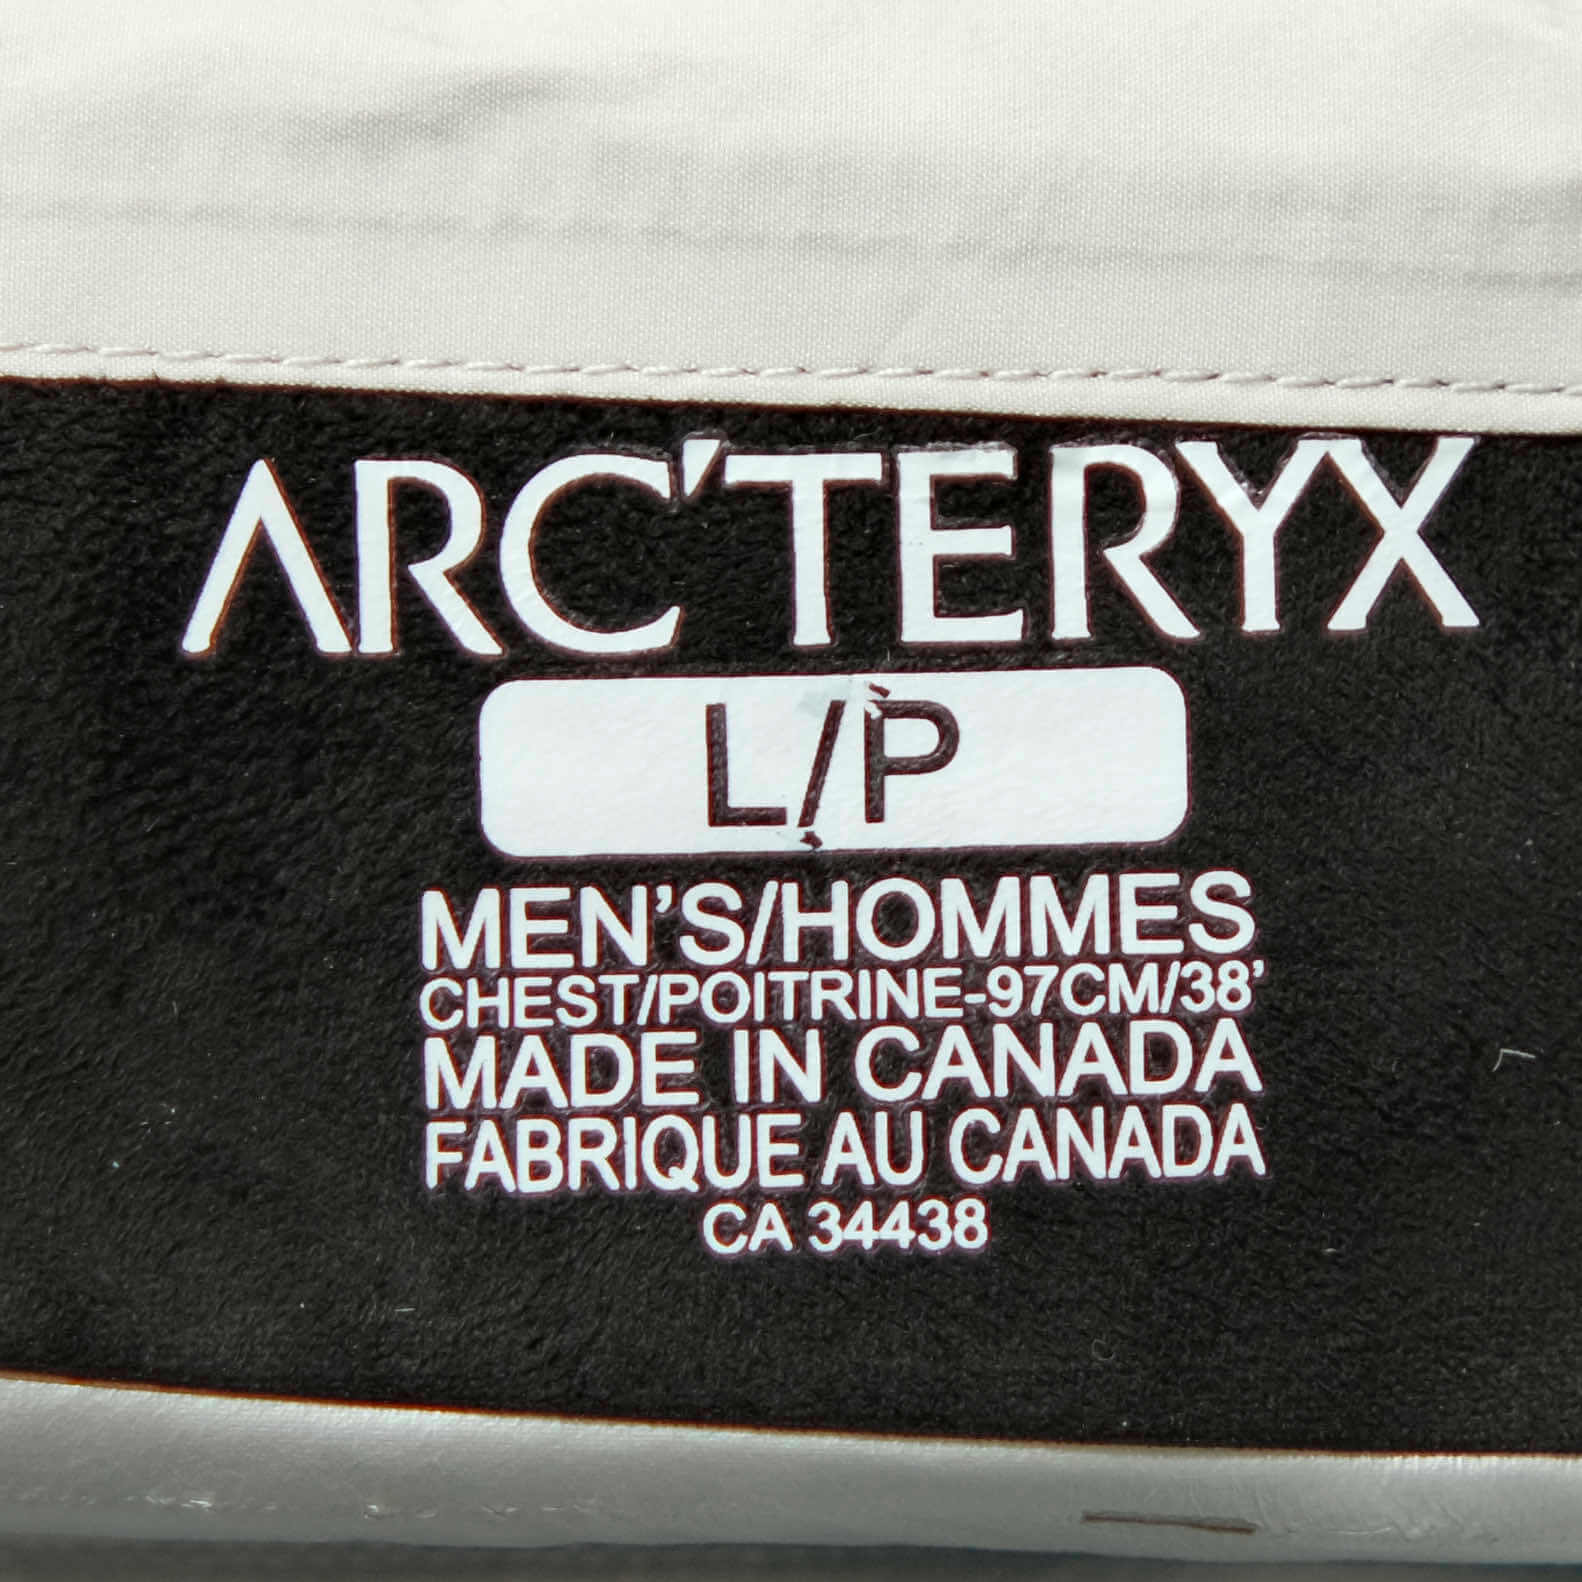 ARC'TERYX
L/P
MEN'S/HOMMES
CHEST/POITRINE-97CM/38'
MADE IN CANADA
FABRIQUE AU CANADA
CA 34438